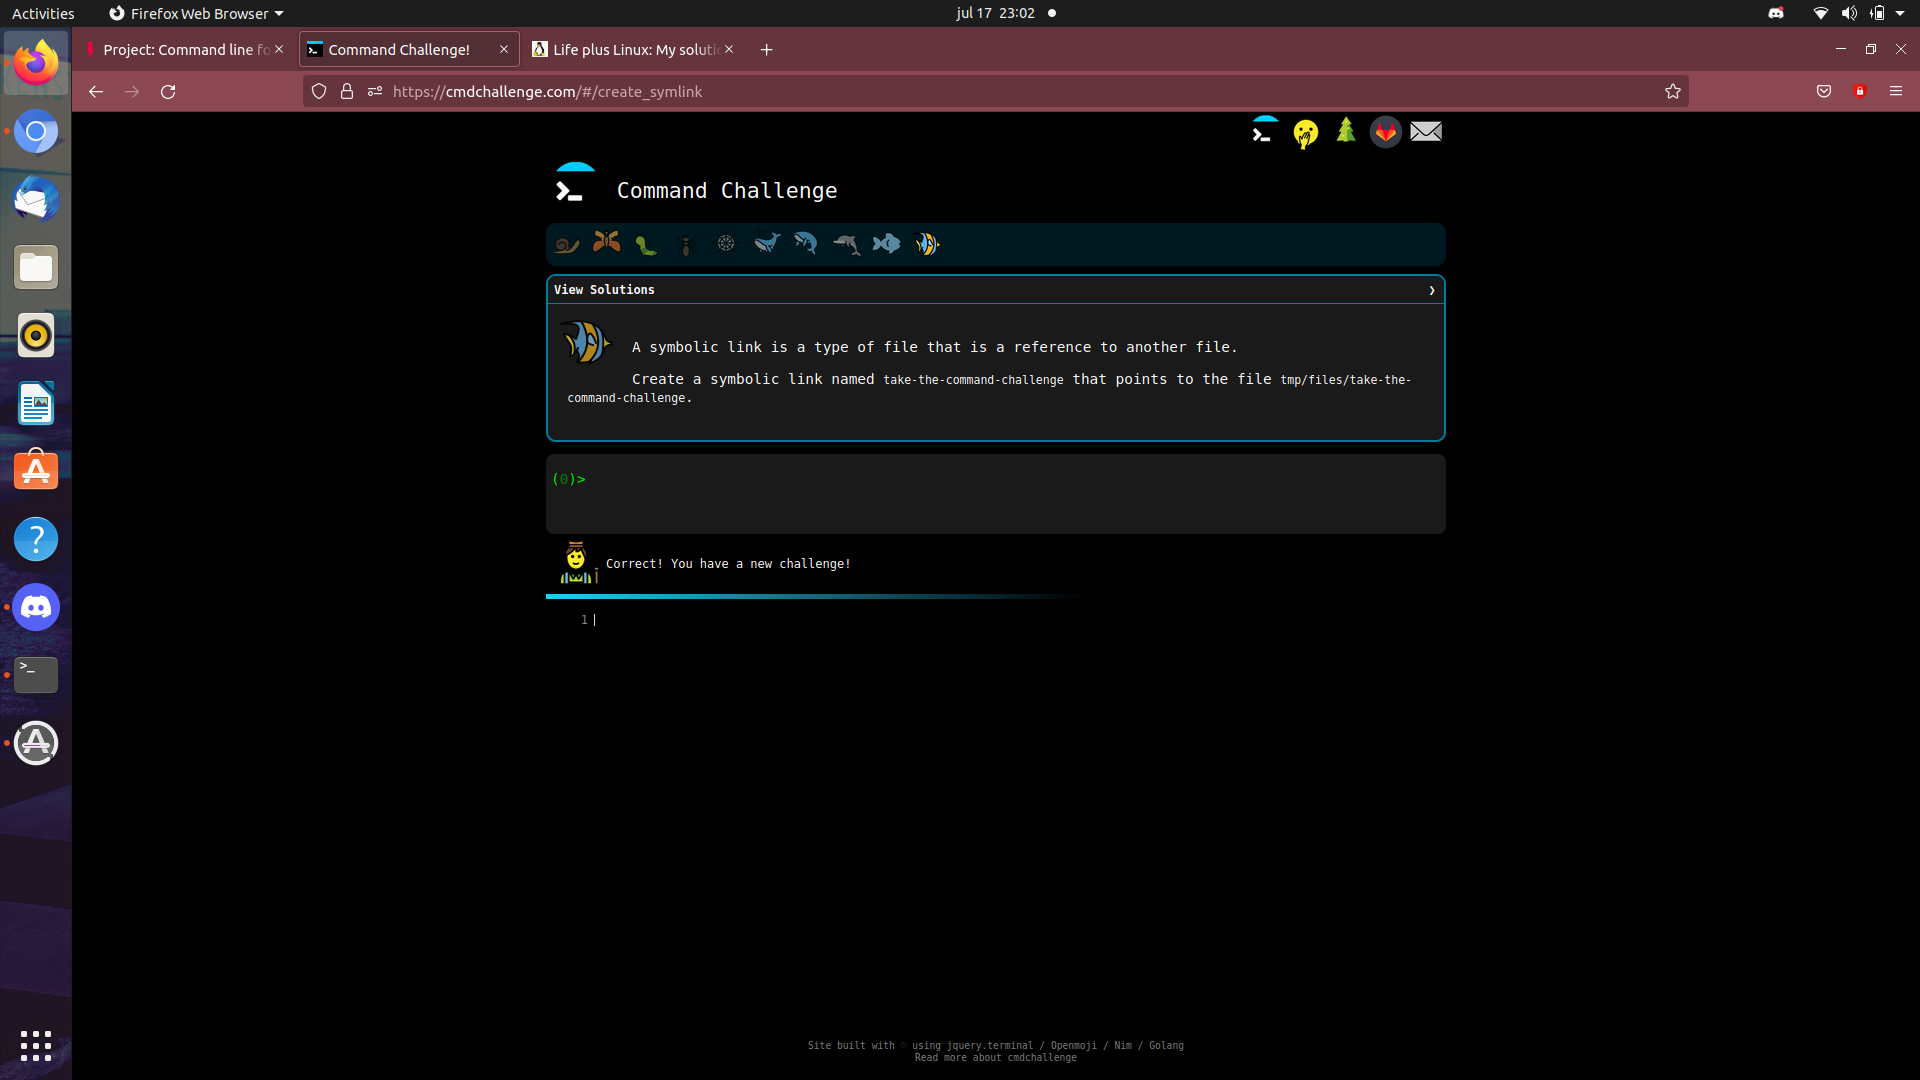 Activities
Firefox Web Browser
jul 17 23:02
Project: Command line fo
Command Challenge!
Life plus Linux: My soluti
https://cmdchallenge.com/#/create_symlink
Command Challenge
View Solutions
A symbolic link is a type of file that is a reference to another file.
Create a symbolic link named take-the-command-challenge that points to the file tmp/files/take-the-
command-challenge.
(0)>
Correct! You have a new challenge!
1
Site built with ♡ using jquery.terminal / Openmoji / Nim / Golang
Read more about cmdchallenge